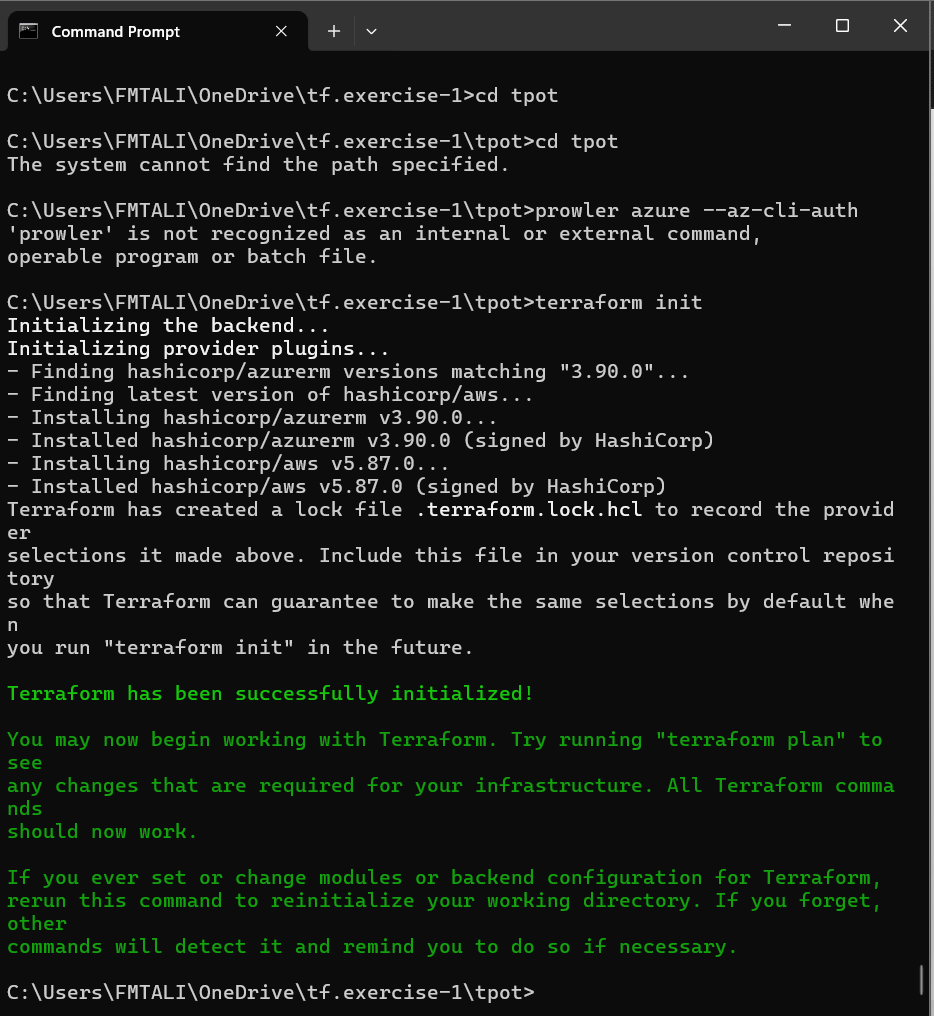 Command Prompt
C:\Users\FMTALI\OneDrive\tf.exercise-1>cd tpot
C:\Users\FMTALI\OneDrive\tf.exercise-1\tpot>cd tpot
The system cannot find the path specified.
C:\Users\FMTALI\OneDrive\tf.exercise-1\tpot>prowler azure --az-cli-auth
'prowler' is not recognized as an internal or external command,
operable program or batch file.
C:\Users\FMTALI\OneDrive\tf.exercise-1\tpot>terraform init
Initializing the backend...
Initializing provider plugins...
- Finding hashicorp/azurerm versions matching "3.90.0"...
- Finding latest version of hashicorp/aws...
- Installing hashicorp/azurerm v3.90.0...
- Installed hashicorp/azurerm v3.90.0 (signed by HashiCorp)
- Installing hashicorp/aws v5.87.0...
- Installed hashicorp/aws v5.87.0 (signed by HashiCorp)
Terraform has created a lock file .terraform.lock.hcl to record the provid
er
selections it made above. Include this file in your version control reposi
tory
so that Terraform can guarantee to make the same selections by default whe
n
you run "terraform init" in the future.
Terraform has been successfully initialized!
You may now begin working with Terraform. Try running "terraform plan" to
see
any changes that are required for your infrastructure. All Terraform comma
nds
should now work.
If you ever set or change modules or backend configuration for Terraform,
rerun this command to reinitialize your working directory. If you forget,
other
commands will detect it and remind you to do so if necessary.
C:\Users\FMTALI\OneDrive\tf.exercise-1\tpot>